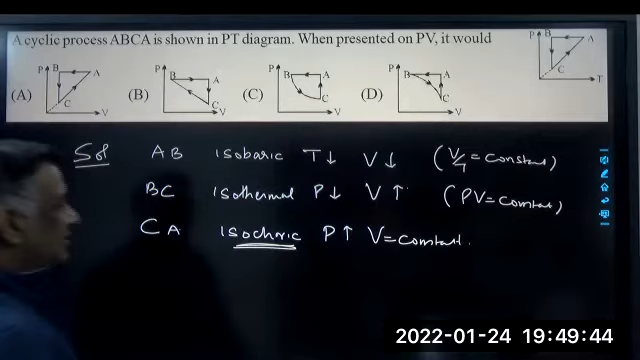 A cyclic process ABCA is shown in PT diagram. When presented on PV, it would
P B A C T
(A) P B A C V
(B) P B A C V
(C) P B A C V
(D) P B A C V
Sol AB Isobaric T↓ V↓ (V/T = constant)
BC Isothermal P↓ V↑ (PV=constant)
CA Isochoric P↑ V=constant.
2022-01-24 19:49:44